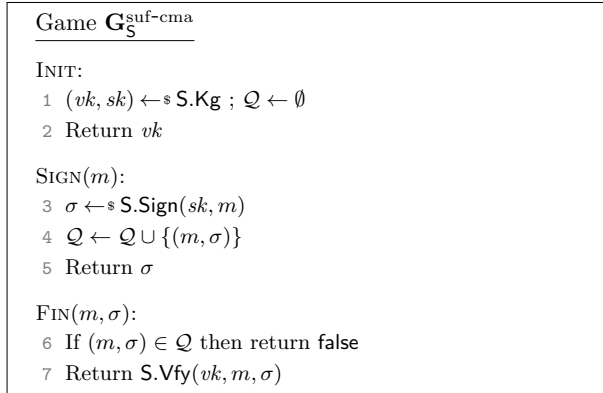 Game G_S^suf-cma
INIT:
1 (vk, sk) ←$ S.Kg ; Q ← ∅
2 Return vk
SIGN(m):
3 σ ←$ S.Sign(sk, m)
4 Q ← Q ∪ {(m, σ)}
5 Return σ
FIN(m, σ):
6 If (m, σ) ∈ Q then return false
7 Return S.Vfy(vk, m, σ)